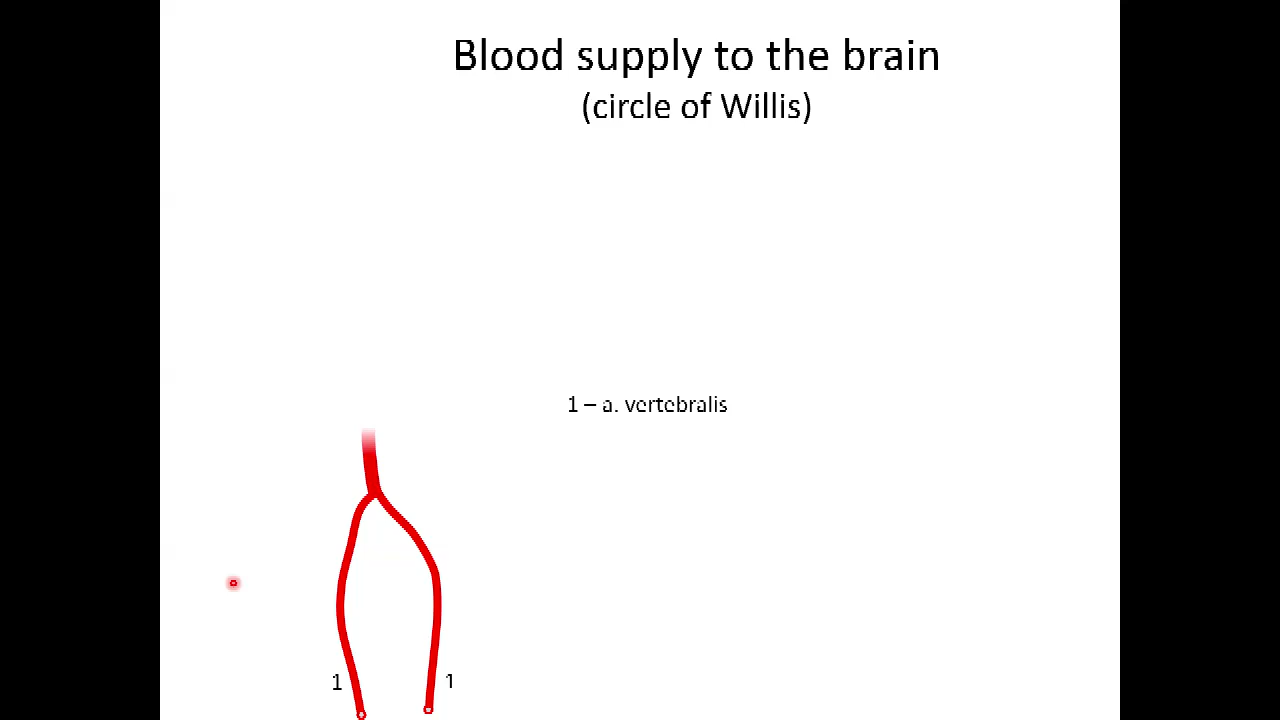 Blood supply to the brain
(circle of Willis)
1 – a. vertebralis
1
1